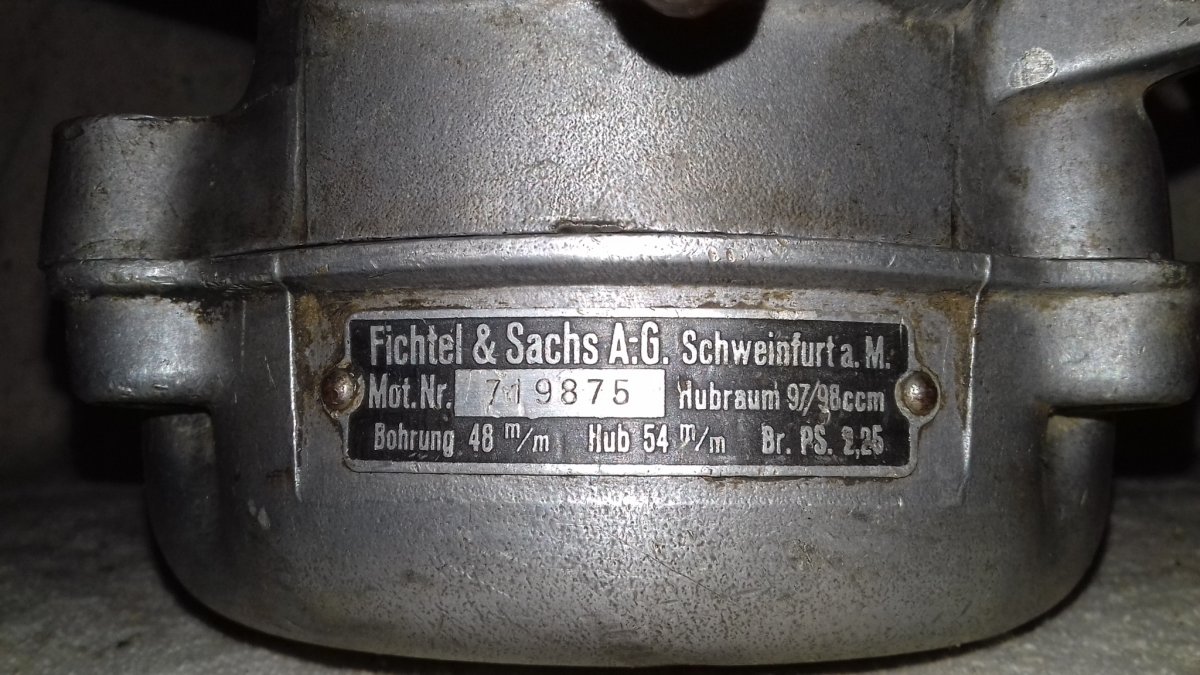 Fichtel & Sachs A.-G. Schweinfurt a. M.
Mot. Nr. 719875 Hubraum 97/98ccm
Bohrung 48 m/m Hub 54 m/m Br. PS. 2,25